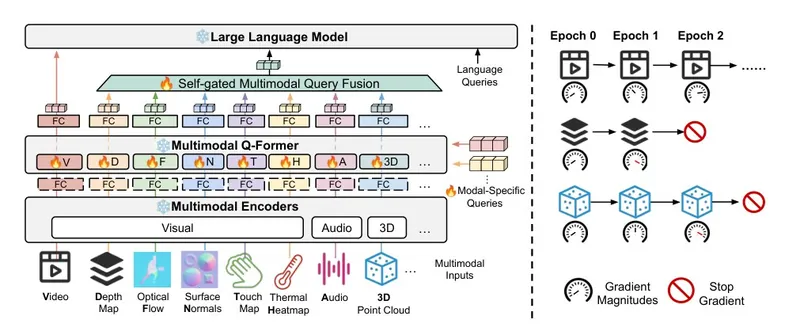 Large Language Model
Language
Queries
Self-gated Multimodal Query Fusion
FC FC FC FC FC FC FC FC ...
Multimodal Q-Former
V D F N T H A 3D ...
FC FC FC FC FC FC FC FC ...
Modal-Specific
Queries
Multimodal Encoders
Visual Audio 3D ...
... Multimodal
Inputs
Video
Depth
Map
Optical
Flow
Surface
Normals
Touch
Map
Thermal
Heatmap
Audio
3D
Point Cloud
Epoch 0 Epoch 1 Epoch 2
......
Gradient
Magnitudes
Stop
Gradient